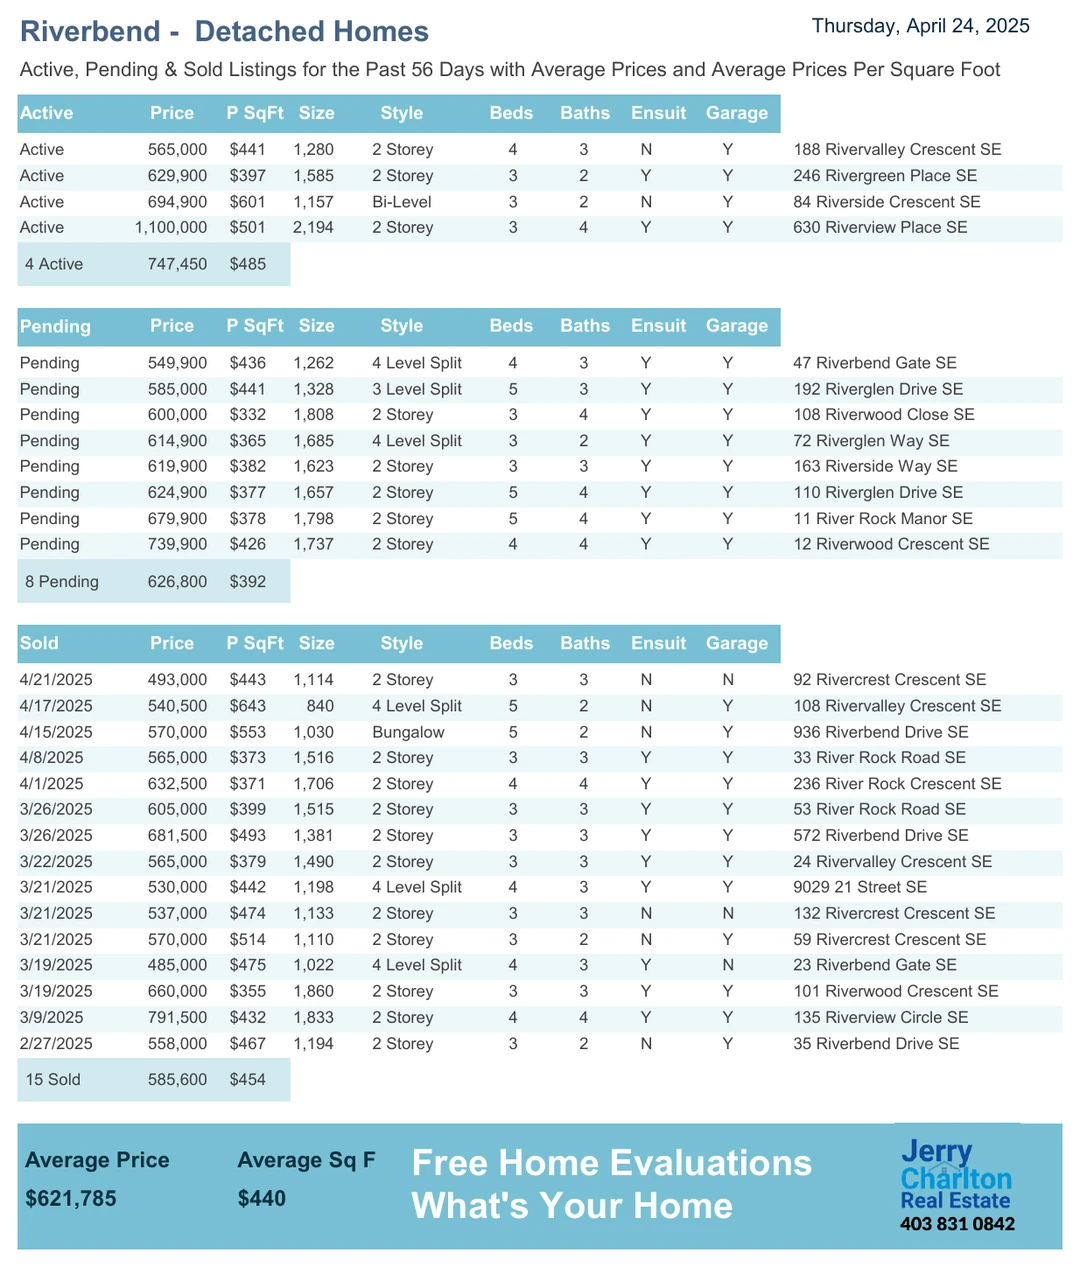 Riverbend - Detached Homes
Thursday, April 24, 2025
Active, Pending & Sold Listings for the Past 56 Days with Average Prices and Average Prices Per Square Foot
Active Price P SqFt Size Style Beds Baths Ensuit Garage
Active 565,000 $441 1,280 2 Storey 4 3 N Y 188 Rivervalley Crescent SE
Active 629,900 $397 1,585 2 Storey 3 2 Y Y 246 Rivergreen Place SE
Active 694,900 $601 1,157 Bi-Level 3 2 N Y 84 Riverside Crescent SE
Active 1,100,000 $501 2,194 2 Storey 3 4 Y Y 630 Riverview Place SE
4 Active 747,450 $485
Pending Price P SqFt Size Style Beds Baths Ensuit Garage
Pending 549,900 $436 1,262 4 Level Split 4 3 Y Y 47 Riverbend Gate SE
Pending 585,000 $441 1,328 3 Level Split 5 3 Y Y 192 Riverglen Drive SE
Pending 600,000 $332 1,808 2 Storey 3 4 Y Y 108 Riverwood Close SE
Pending 614,900 $365 1,685 4 Level Split 3 2 Y Y 72 Riverglen Way SE
Pending 619,900 $382 1,623 2 Storey 3 3 Y Y 163 Riverside Way SE
Pending 624,900 $377 1,657 2 Storey 5 4 Y Y 110 Riverglen Drive SE
Pending 679,900 $378 1,798 2 Storey 5 4 Y Y 11 River Rock Manor SE
Pending 739,900 $426 1,737 2 Storey 4 4 Y Y 12 Riverwood Crescent SE
8 Pending 626,800 $392
Sold Price P SqFt Size Style Beds Baths Ensuit Garage
4/21/2025 493,000 $443 1,114 2 Storey 3 3 N N 92 Rivercrest Crescent SE
4/17/2025 540,500 $643 840 4 Level Split 5 2 N Y 108 Rivervalley Crescent SE
4/15/2025 570,000 $553 1,030 Bungalow 5 2 N Y 936 Riverbend Drive SE
4/8/2025 565,000 $373 1,516 2 Storey 3 3 Y Y 33 River Rock Road SE
4/1/2025 632,500 $371 1,706 2 Storey 4 4 Y Y 236 River Rock Crescent SE
3/26/2025 605,000 $399 1,515 2 Storey 3 3 Y Y 53 River Rock Road SE
3/26/2025 681,500 $493 1,381 2 Storey 3 3 Y Y 572 Riverbend Drive SE
3/22/2025 565,000 $379 1,490 2 Storey 3 3 Y Y 24 Rivervalley Crescent SE
3/21/2025 530,000 $442 1,198 4 Level Split 4 3 Y Y 9029 21 Street SE
3/21/2025 537,000 $474 1,133 2 Storey 3 3 N N 132 Rivercrest Crescent SE
3/21/2025 570,000 $514 1,110 2 Storey 3 2 N Y 59 Rivercrest Crescent SE
3/19/2025 485,000 $475 1,022 4 Level Split 4 3 Y N 23 Riverbend Gate SE
3/19/2025 660,000 $355 1,860 2 Storey 3 3 Y Y 101 Riverwood Crescent SE
3/9/2025 791,500 $432 1,833 2 Storey 4 4 Y Y 135 Riverview Circle SE
2/27/2025 558,000 $467 1,194 2 Storey 3 2 N Y 35 Riverbend Drive SE
15 Sold 585,600 $454
Average Price Average Sq F
$621,785 $440
Free Home Evaluations
What's Your Home
Jerry
Charlton
Real Estate
403 831 0842